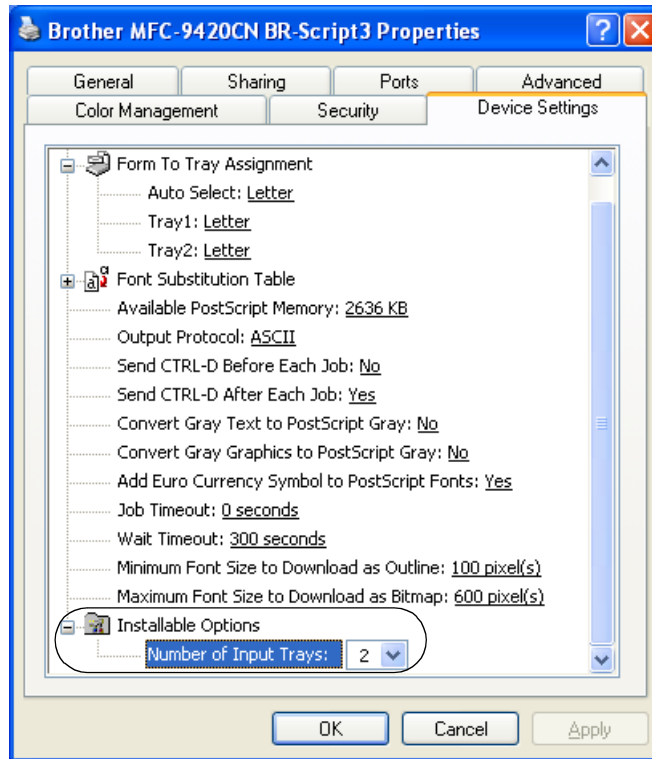 Brother MFC-9420CN BR-Script3 Properties
General Sharing Ports Advanced
Color Management Security Device Settings
Form To Tray Assignment
Auto Select: Letter
Tray1: Letter
Tray2: Letter
Font Substitution Table
Available PostScript Memory: 2636 KB
Output Protocol: ASCII
Send CTRL-D Before Each Job: No
Send CTRL-D After Each Job: Yes
Convert Gray Text to PostScript Gray: No
Convert Gray Graphics to PostScript Gray: No
Add Euro Currency Symbol to PostScript Fonts: Yes
Job Timeout: 0 seconds
Wait Timeout: 300 seconds
Minimum Font Size to Download as Outline: 100 pixel(s)
Maximum Font Size to Download as Bitmap: 600 pixel(s)
Installable Options
Number of Input Trays: 2
OK Cancel Apply